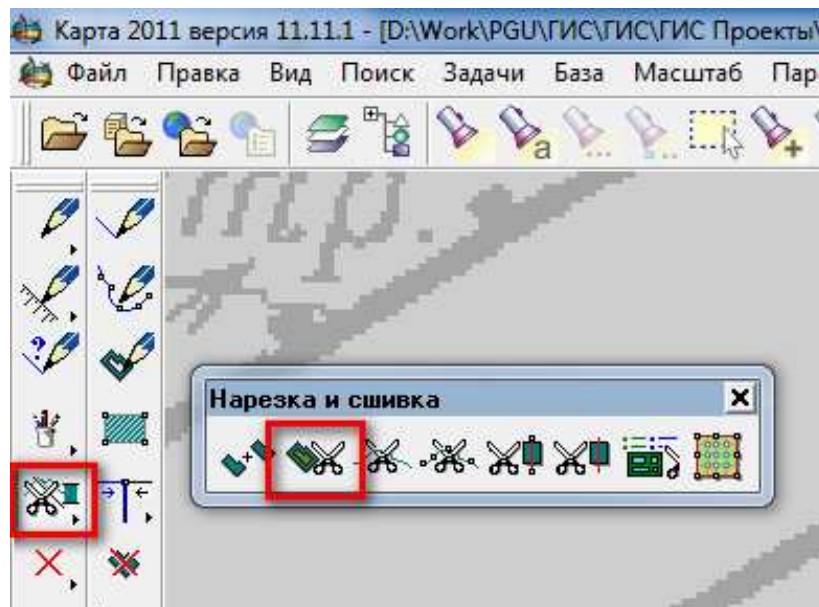 Карта 2011 версия 11.11.1 - [D:\Work\PGU\ГИС\ГИС\ГИС Проекты\
Файл Правка Вид Поиск Задачи База Масштаб Пар
a
тр.
?
Нарезка и сшивка